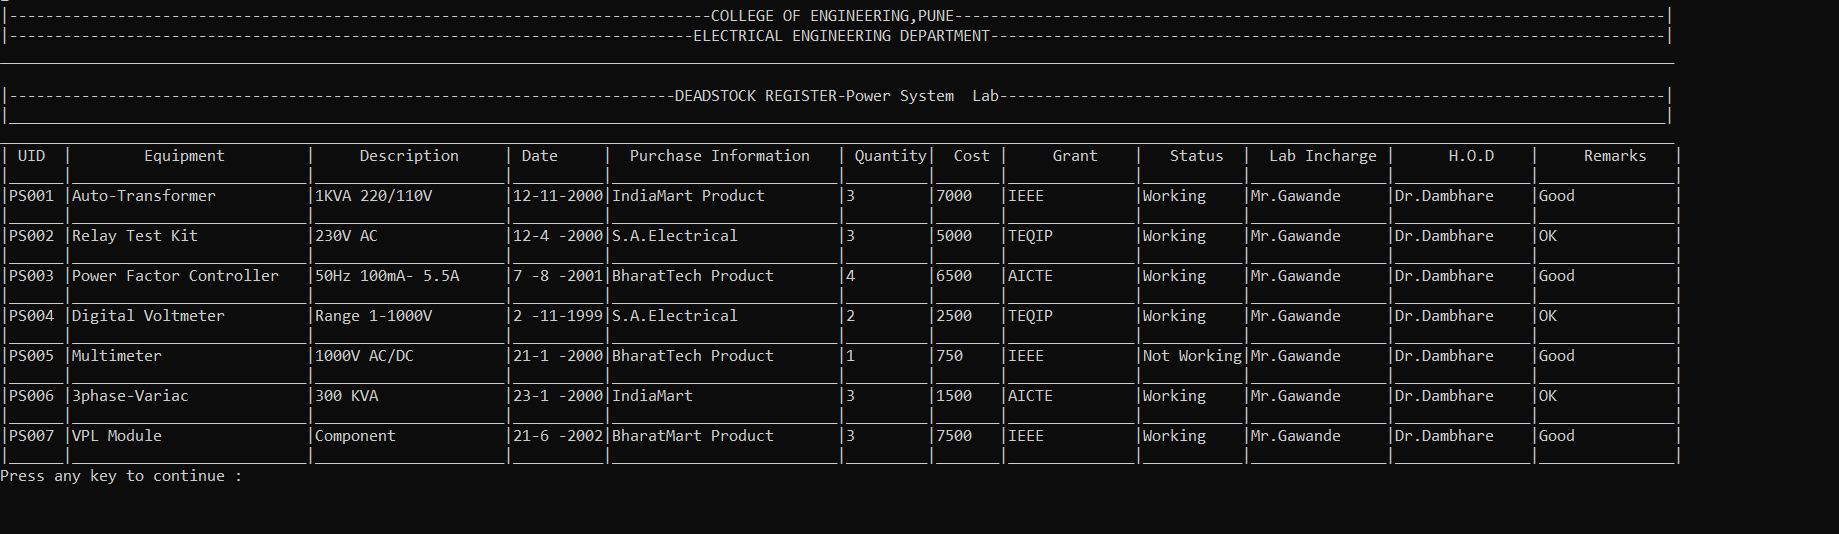 |------------------------------------------------------------------------------COLLEGE OF ENGINEERING,PUNE-------------------------------------------------------------------------------|
|----------------------------------------------------------------------------ELECTRICAL ENGINEERING DEPARTMENT---------------------------------------------------------------------------|
|--------------------------------------------------------------------------DEADSTOCK REGISTER-Power System  Lab--------------------------------------------------------------------------|
| UID | Equipment | Description | Date | Purchase Information | Quantity| Cost | Grant | Status | Lab Incharge | H.O.D | Remarks |
|PS001 |Auto-Transformer |1KVA 220/110V |12-11-2000|IndiaMart Product |3 |7000 |IEEE |Working |Mr.Gawande |Dr.Dambhare |Good |
|PS002 |Relay Test Kit |230V AC |12-4 -2000|S.A.Electrical |3 |5000 |TEQIP |Working |Mr.Gawande |Dr.Dambhare |OK |
|PS003 |Power Factor Controller |50Hz 100mA- 5.5A |7 -8 -2001|BharatTech Product |4 |6500 |AICTE |Working |Mr.Gawande |Dr.Dambhare |Good |
|PS004 |Digital Voltmeter |Range 1-1000V |2 -11-1999|S.A.Electrical |2 |2500 |TEQIP |Working |Mr.Gawande |Dr.Dambhare |OK |
|PS005 |Multimeter |1000V AC/DC |21-1 -2000|BharatTech Product |1 |750 |IEEE |Not Working|Mr.Gawande |Dr.Dambhare |Good |
|PS006 |3phase-Variac |300 KVA |23-1 -2000|IndiaMart |3 |1500 |AICTE |Working |Mr.Gawande |Dr.Dambhare |OK |
|PS007 |VPL Module |Component |21-6 -2002|BharatMart Product |3 |7500 |IEEE |Working |Mr.Gawande |Dr.Dambhare |Good |
Press any key to continue :